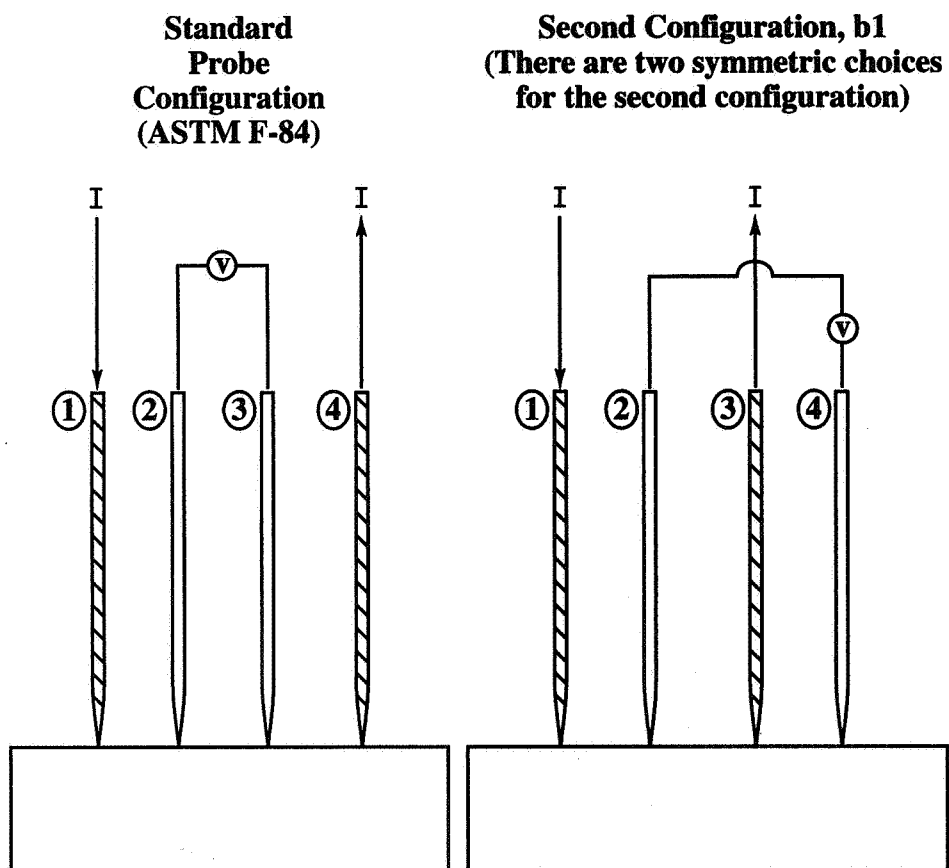 Standard
Probe
Configuration
(ASTM F-84)
I
I
V
1
2
3
4
Second Configuration, b1
(There are two symmetric choices
for the second configuration)
I
I
V
1
2
3
4